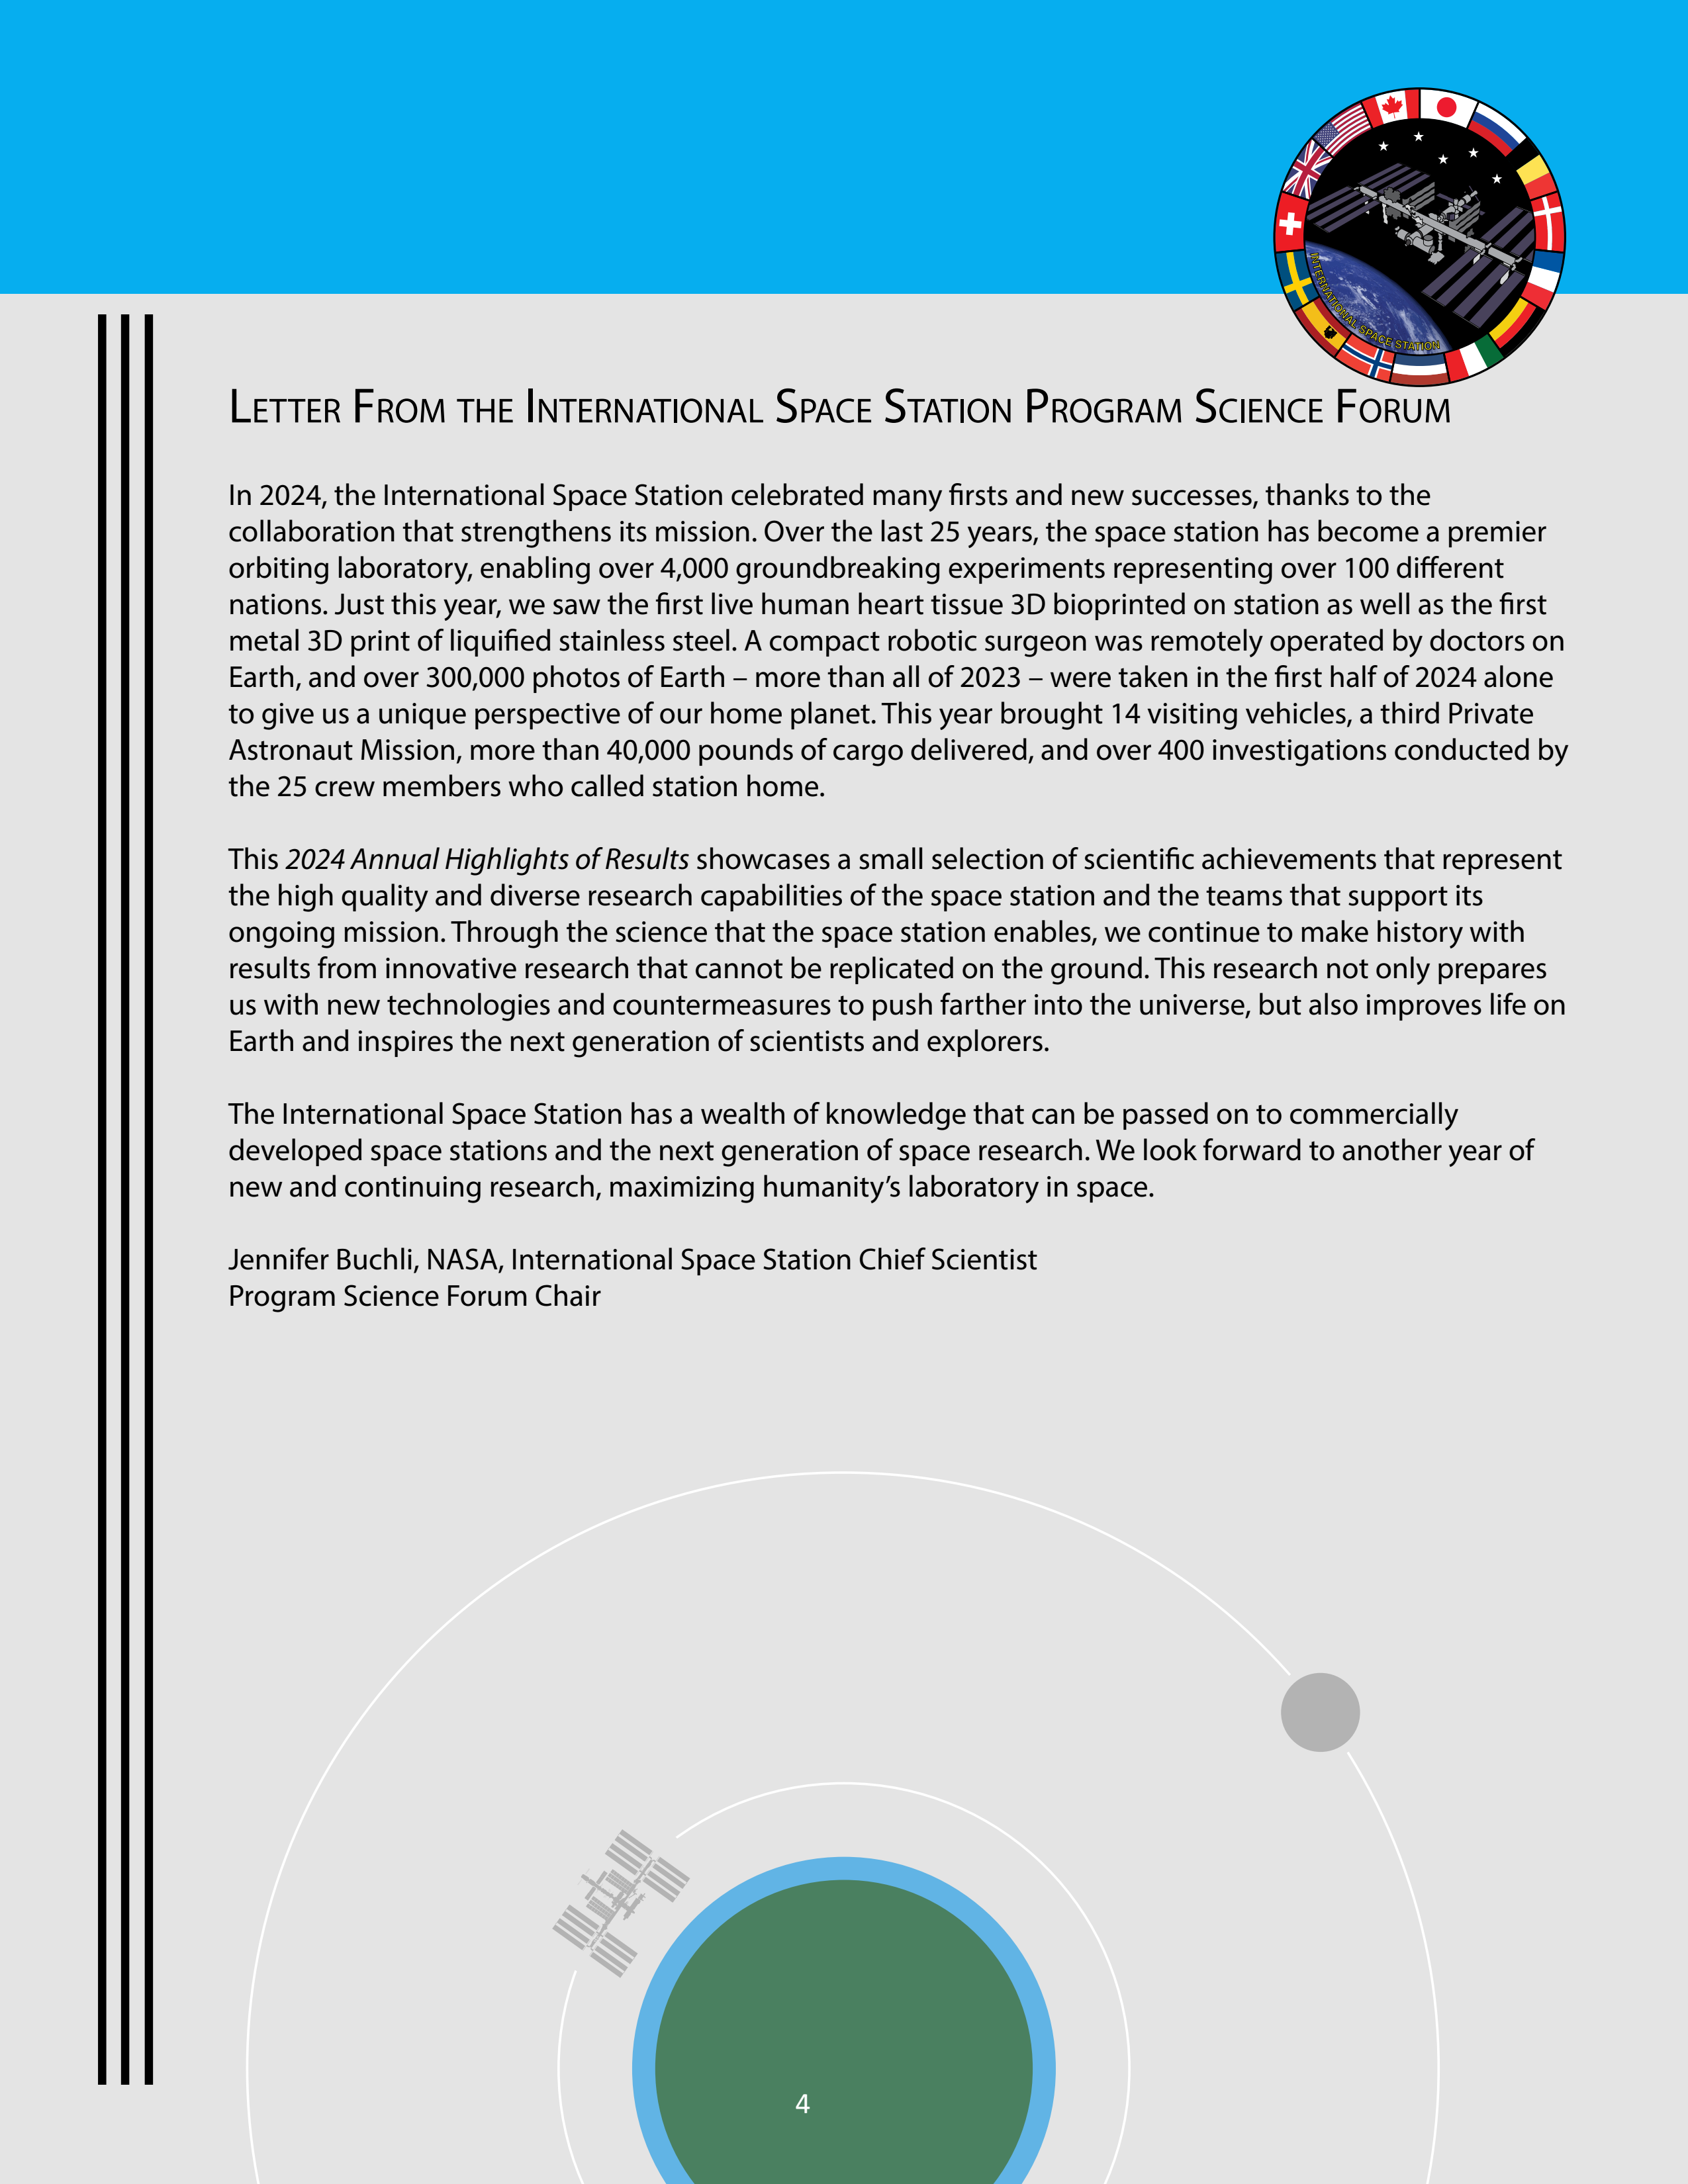 INTERNATIONAL SPACE STATION
Letter From the International Space Station Program Science Forum
In 2024, the International Space Station celebrated many firsts and new successes, thanks to the
collaboration that strengthens its mission. Over the last 25 years, the space station has become a premier
orbiting laboratory, enabling over 4,000 groundbreaking experiments representing over 100 different
nations. Just this year, we saw the first live human heart tissue 3D bioprinted on station as well as the first
metal 3D print of liquified stainless steel. A compact robotic surgeon was remotely operated by doctors on
Earth, and over 300,000 photos of Earth – more than all of 2023 – were taken in the first half of 2024 alone
to give us a unique perspective of our home planet. This year brought 14 visiting vehicles, a third Private
Astronaut Mission, more than 40,000 pounds of cargo delivered, and over 400 investigations conducted by
the 25 crew members who called station home.
This 2024 Annual Highlights of Results showcases a small selection of scientific achievements that represent
the high quality and diverse research capabilities of the space station and the teams that support its
ongoing mission. Through the science that the space station enables, we continue to make history with
results from innovative research that cannot be replicated on the ground. This research not only prepares
us with new technologies and countermeasures to push farther into the universe, but also improves life on
Earth and inspires the next generation of scientists and explorers.
The International Space Station has a wealth of knowledge that can be passed on to commercially
developed space stations and the next generation of space research. We look forward to another year of
new and continuing research, maximizing humanity’s laboratory in space.
Jennifer Buchli, NASA, International Space Station Chief Scientist
Program Science Forum Chair
4